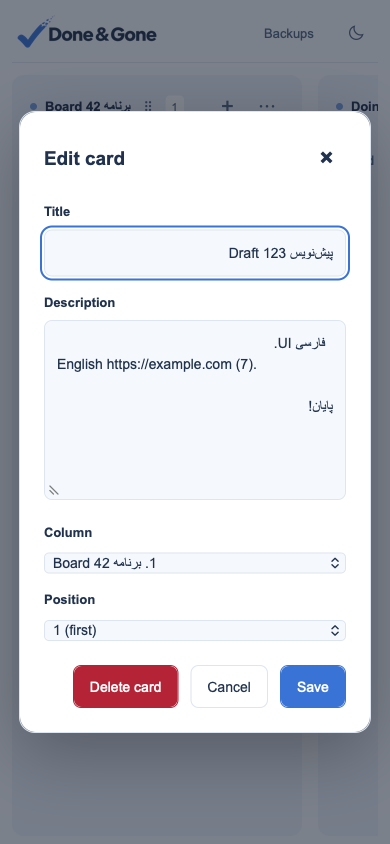 Done & Gone
Backups
Board 42 برنامه
1
Doin
Edit card
Title
پیش‌نویس Draft 123
Description
فارسی UI.
English https://example.com (7).
پایان!
Column
1. برنامه Board 42
Position
1 (first)
Delete card
Cancel
Save